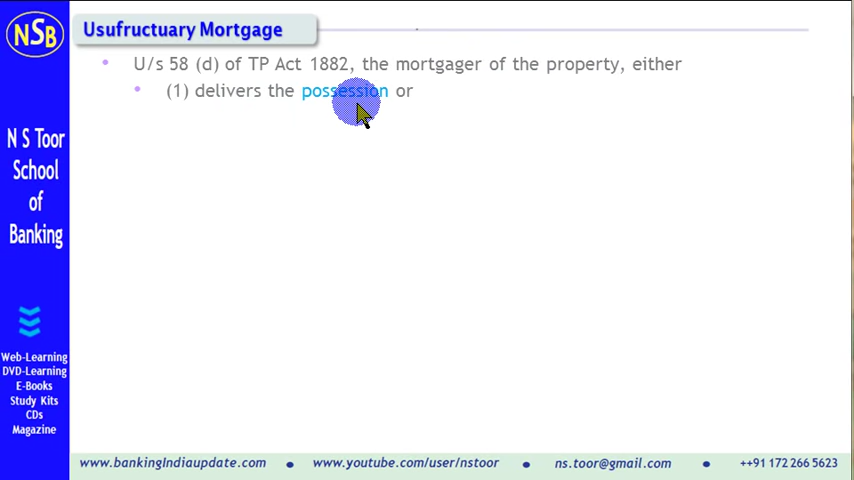 NSB
Usufructuary Mortgage
U/s 58 (d) of TP Act 1882, the mortgager of the property, either
(1) delivers the possession or
N S Toor
School
of
Banking
Web-Learning
DVD-Learning
E-Books
Study Kits
CDs
Magazine
www.bankingIndiaupdate.com ● www.youtube.com/user/nstoor ● ns.toor@gmail.com ● ++91 172 266 5623